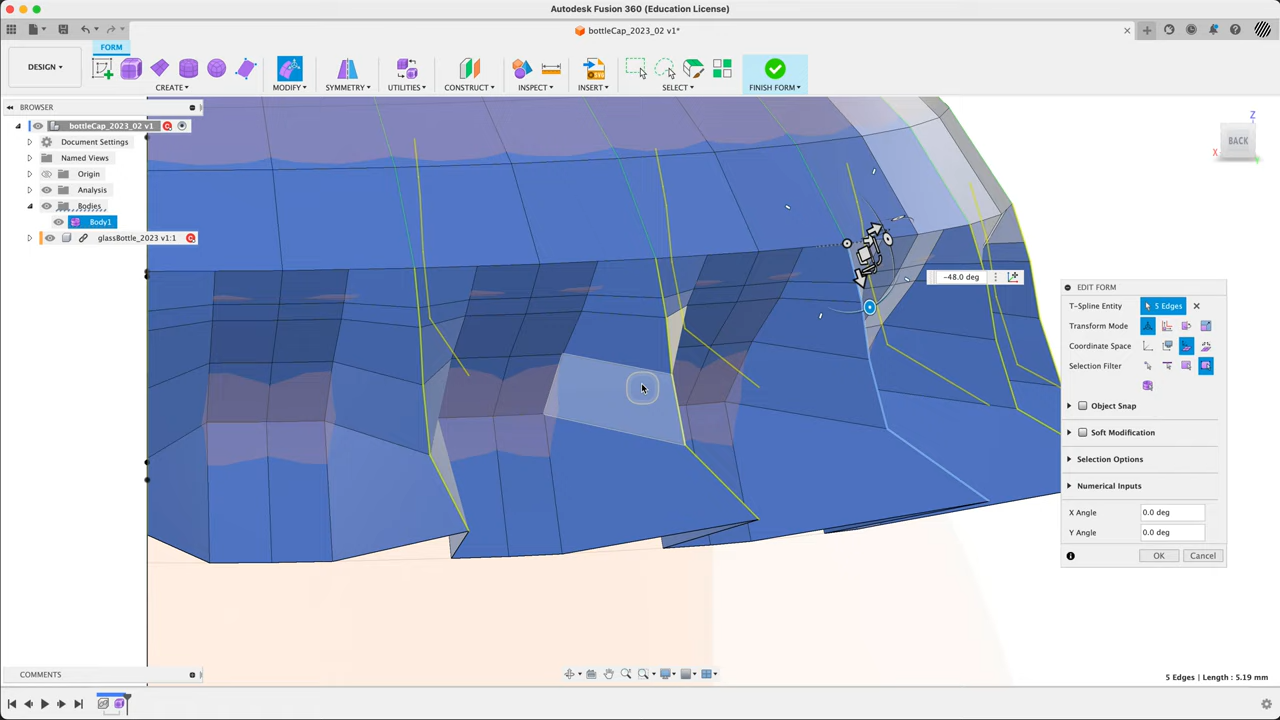 Autodesk Fusion 360 (Education License)
bottleCap_2023_02 v1*
FORM
DESIGN
CREATE
MODIFY
SYMMETRY
UTILITIES
CONSTRUCT
INSPECT
INSERT
SELECT
FINISH FORM
BROWSER
bottleCap_2023_02 v1
Document Settings
Named Views
Origin
Analysis
Bodies
Body1
glassBottle_2023 v1:1
Z
BACK
X
-48.0 deg
EDIT FORM
T-Spline Entity
5 Edges
Transform Mode
Coordinate Space
Selection Filter
Object Snap
Soft Modification
Selection Options
Numerical Inputs
X Angle
0.0 deg
Y Angle
0.0 deg
OK
Cancel
COMMENTS
5 Edges | Length : 5.19 mm